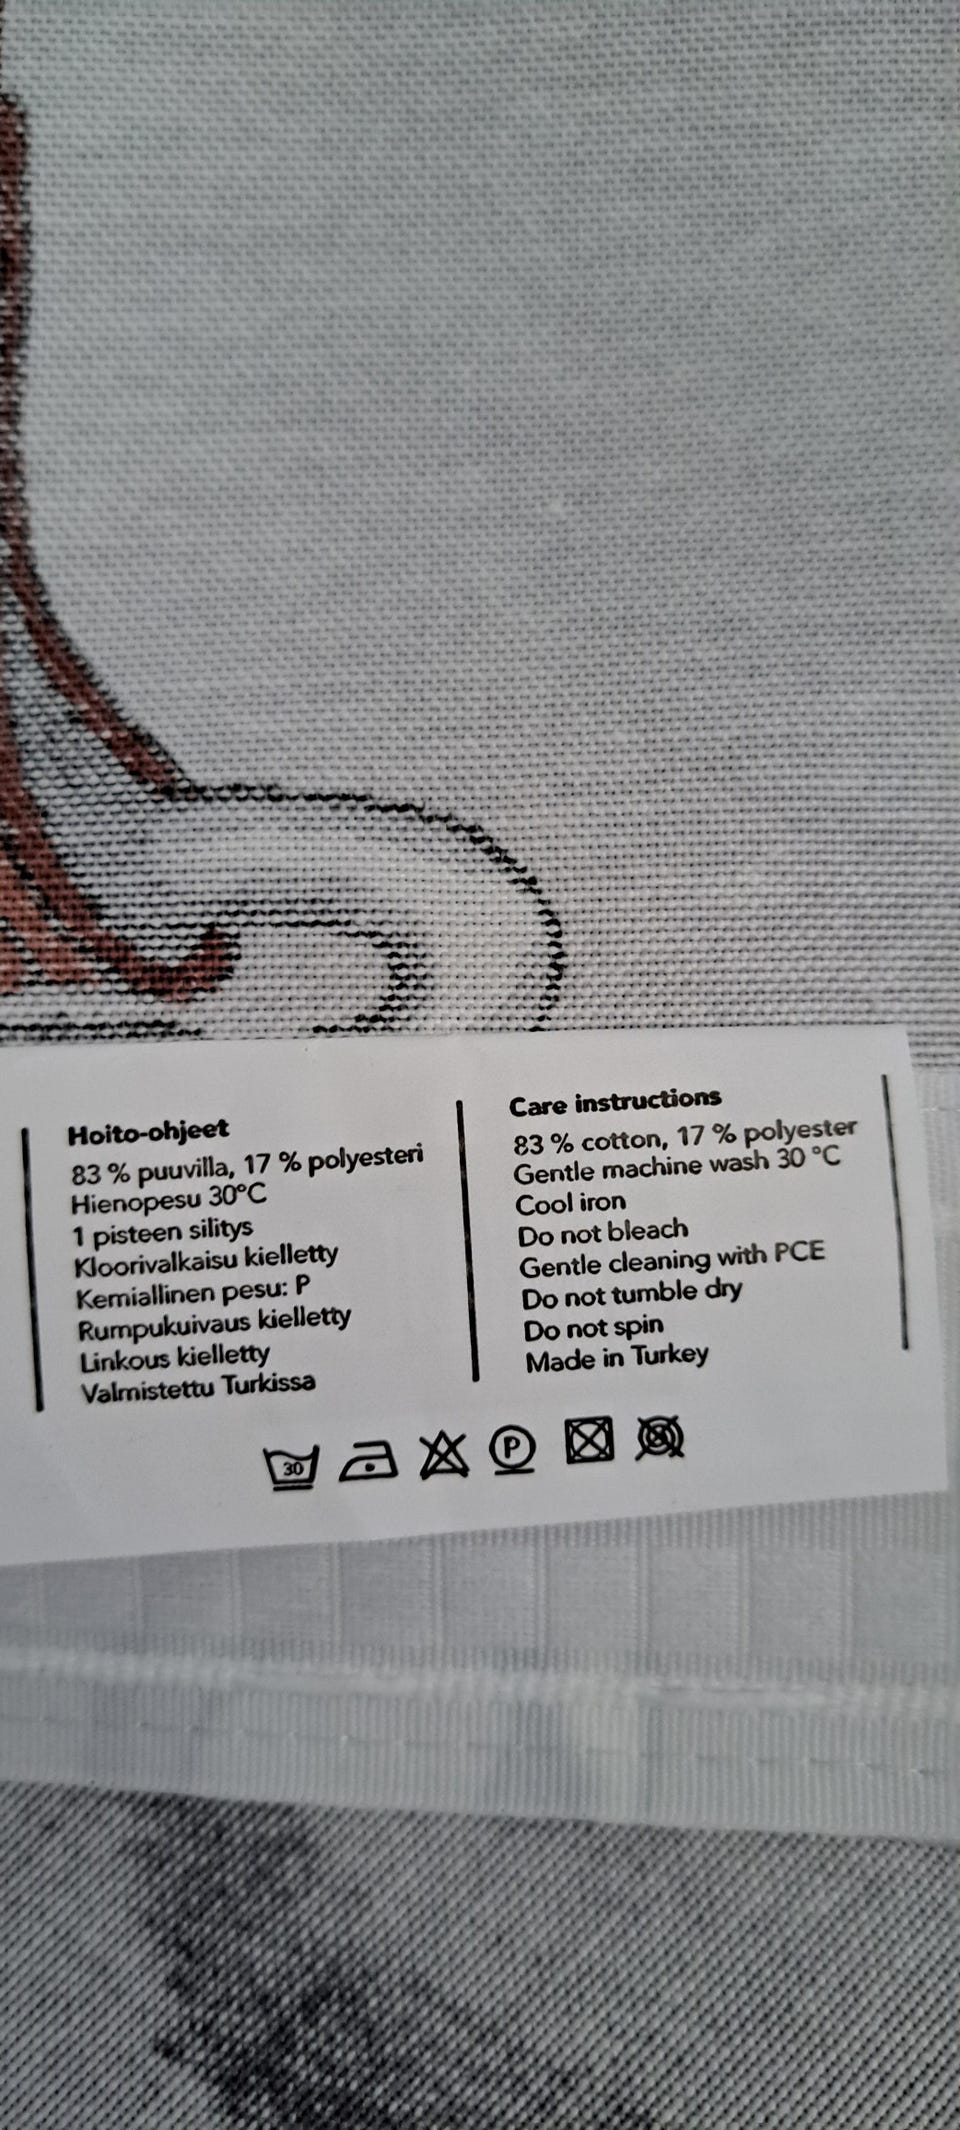 Hoito-ohjeet
83 % puuvilla, 17 % polyesteri
Hienopesu 30°C
1 pisteen silitys
Kloorivalkaisu kielletty
Kemiallinen pesu: P
Rumpukuivaus kielletty
Linkous kielletty
Valmistettu Turkissa
Care instructions
83 % cotton, 17 % polyester
Gentle machine wash 30 °C
Cool iron
Do not bleach
Gentle cleaning with PCE
Do not tumble dry
Do not spin
Made in Turkey
30 P